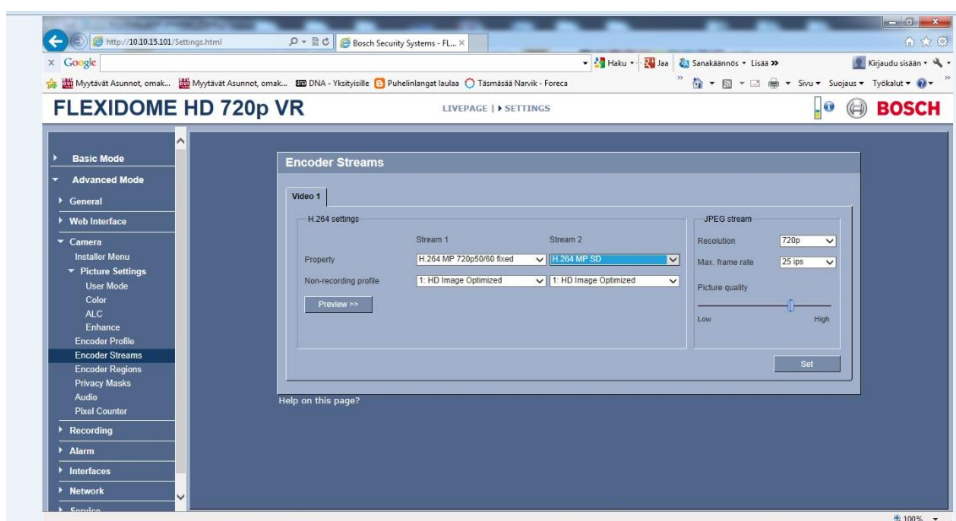 http://10.10.15.101/Settings.html
Bosch Security Systems - FL...
x Google
Haku
Jaa
Sanakäännös
Lisää »
Kirjaudu sisään
Myytävät Asunnot, omak...
Myytävät Asunnot, omak...
DNA - Yksityisille
Puhelinlangat laulaa
Täsmäsää Narvik - Foreca
Sivu
Suojaus
Työkalut
FLEXIDOME HD 720p VR
LIVEPAGE | SETTINGS
BOSCH
Basic Mode
Advanced Mode
General
Web Interface
Camera
Installer Menu
Picture Settings
User Mode
Color
ALC
Enhance
Encoder Profile
Encoder Streams
Encoder Regions
Privacy Masks
Audio
Pixel Counter
Recording
Alarm
Interfaces
Network
Service
Encoder Streams
Video 1
H.264 settings
Stream 1
Stream 2
Property
H.264 MP 720p50/60 fixed
H.264 MP SD
Non-recording profile
1: HD Image Optimized
1: HD Image Optimized
Preview >>
JPEG stream
Resolution
720p
Max. frame rate
25 ips
Picture quality
Low
High
Set
Help on this page?
100%